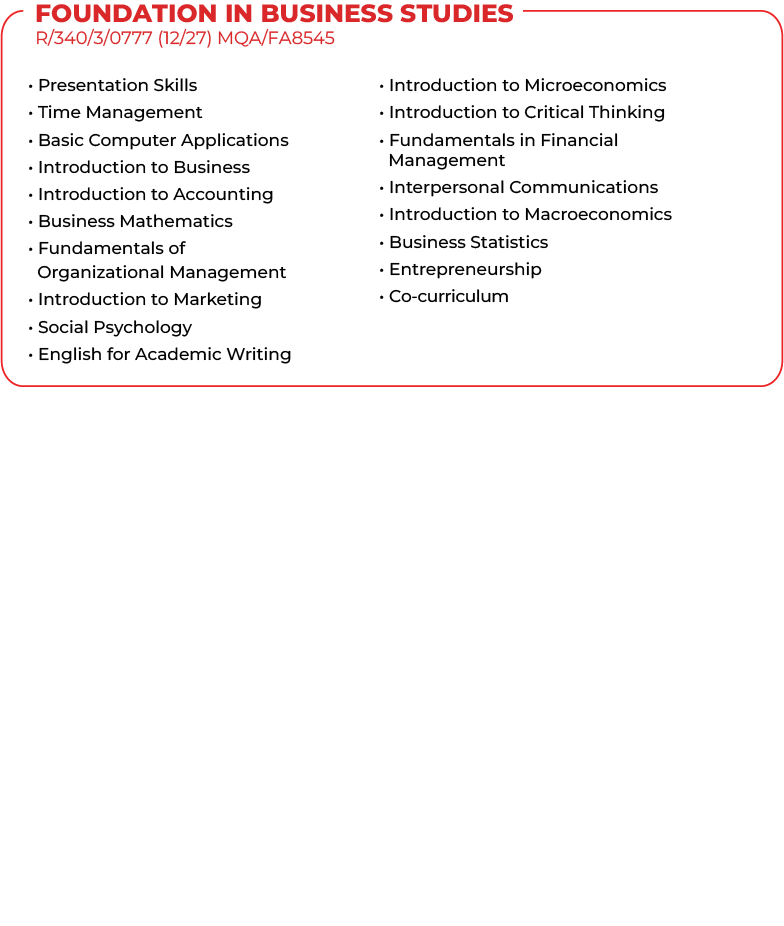 FOUNDATION IN BUSINESS STUDIES
R/340/3/0777 (12/27) MQA/FA8545
• Presentation Skills
• Time Management
• Basic Computer Applications
• Introduction to Business
• Introduction to Accounting
• Business Mathematics
• Fundamentals of
Organizational Management
• Introduction to Marketing
• Social Psychology
• English for Academic Writing
• Introduction to Microeconomics
• Introduction to Critical Thinking
• Fundamentals in Financial
Management
• Interpersonal Communications
• Introduction to Macroeconomics
• Business Statistics
• Entrepreneurship
• Co-curriculum